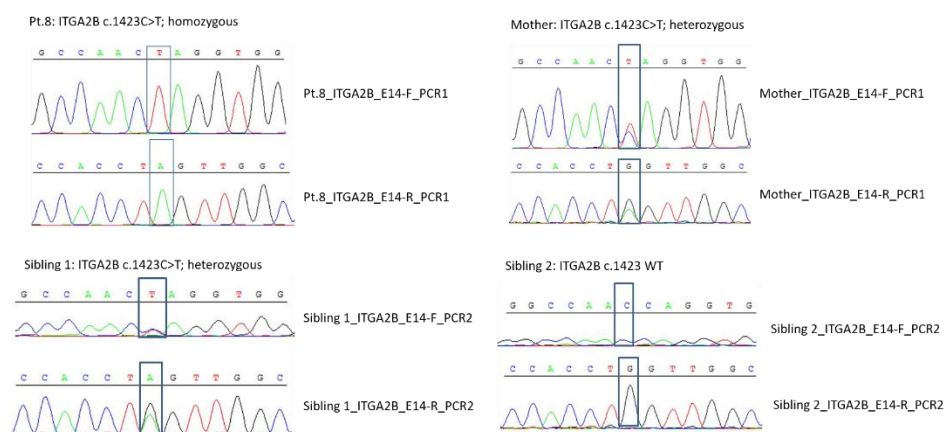 Pt.8: ITGA2B c.1423C>T; homozygous
G C C A A C T A G G T G G
Pt.8_ITGA2B_E14-F_PCR1
C C A C C T A G T T G G C
Pt.8_ITGA2B_E14-R_PCR1
Mother: ITGA2B c.1423C>T; heterozygous
G C C A A C T A G G T G G
Mother_ITGA2B_E14-F_PCR1
C C A C C T G G T T G G C
Mother_ITGA2B_E14-R_PCR1
Sibling 1: ITGA2B c.1423C>T; heterozygous
G C C A A C T A G G T G G
Sibling 1_ITGA2B_E14-F_PCR2
C C A C C T A G T T G G C
Sibling 1_ITGA2B_E14-R_PCR2
Sibling 2: ITGA2B c.1423 WT
G G C C A A C C A G G T G
Sibling 2_ITGA2B_E14-F_PCR2
C C A C C T G G T T G G C
Sibling 2_ITGA2B_E14-R_PCR2